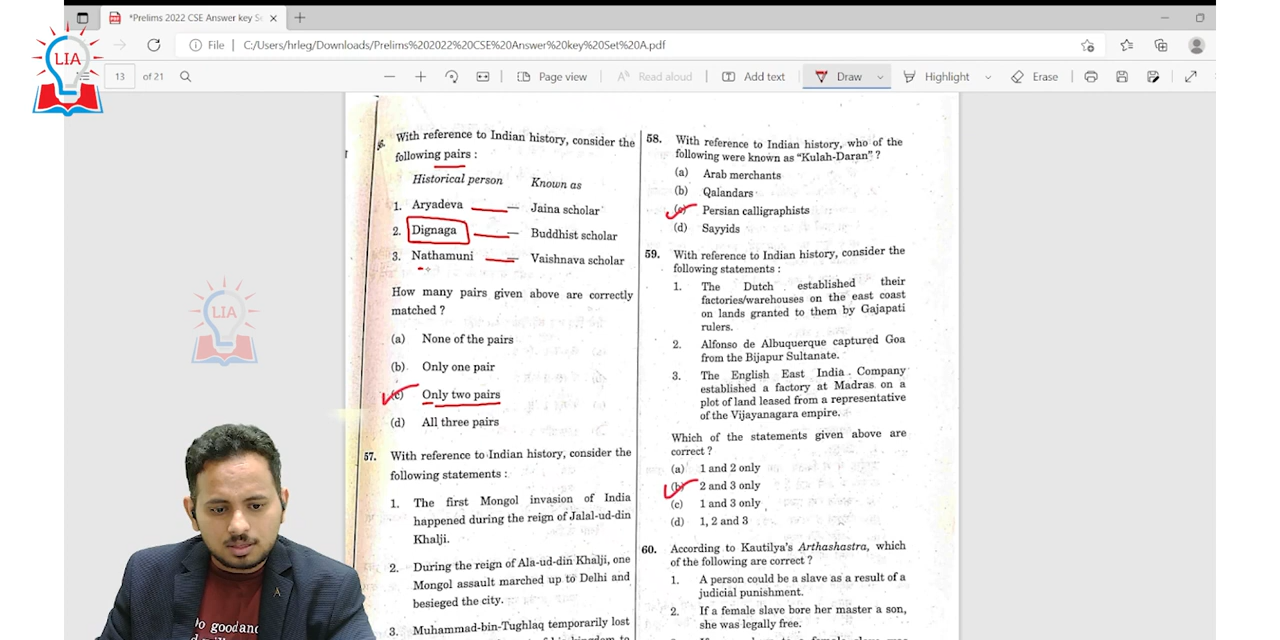 *Prelims 2022 CSE Answer key Se
LIA
File
C:/Users/hrleg/Downloads/Prelims%202022%20CSE%20Answer%20key%20Set%20A.pdf
13 of 21
Page view
Read aloud
Add text
Draw
Highlight
Erase
With reference to Indian history, consider the
following pairs :
Historical person Known as
1. Aryadeva — Jaina scholar
2. Dignaga — Buddhist scholar
3. Nathamuni — Vaishnava scholar
How many pairs given above are correctly
matched ?
(a) None of the pairs
(b) Only one pair
(c) Only two pairs
(d) All three pairs
57. With reference to Indian history, consider the
following statements :
1. The first Mongol invasion of India
happened during the reign of Jalal-ud-din
Khalji.
2. During the reign of Ala-ud-din Khalji, one
Mongol assault marched up to Delhi and
besieged the city.
3. Muhammad-bin-Tughlaq temporarily lost
58. With reference to Indian history, who of the
following were known as "Kulah-Daran" ?
(a) Arab merchants
(b) Qalandars
(c) Persian calligraphists
(d) Sayyids
59. With reference to Indian history, consider the
following statements :
1. The Dutch established their
factories/warehouses on the east coast
on lands granted to them by Gajapati
rulers.
2. Alfonso de Albuquerque captured Goa
from the Bijapur Sultanate.
3. The English East India Company
established a factory at Madras on a
plot of land leased from a representative
of the Vijayanagara empire.
Which of the statements given above are
correct ?
(a) 1 and 2 only
(b) 2 and 3 only
(c) 1 and 3 only
(d) 1, 2 and 3
60. According to Kautilya's Arthashastra, which
of the following are correct ?
1. A person could be a slave as a result of a
judicial punishment.
2. If a female slave bore her master a son,
she was legally free.
LIA